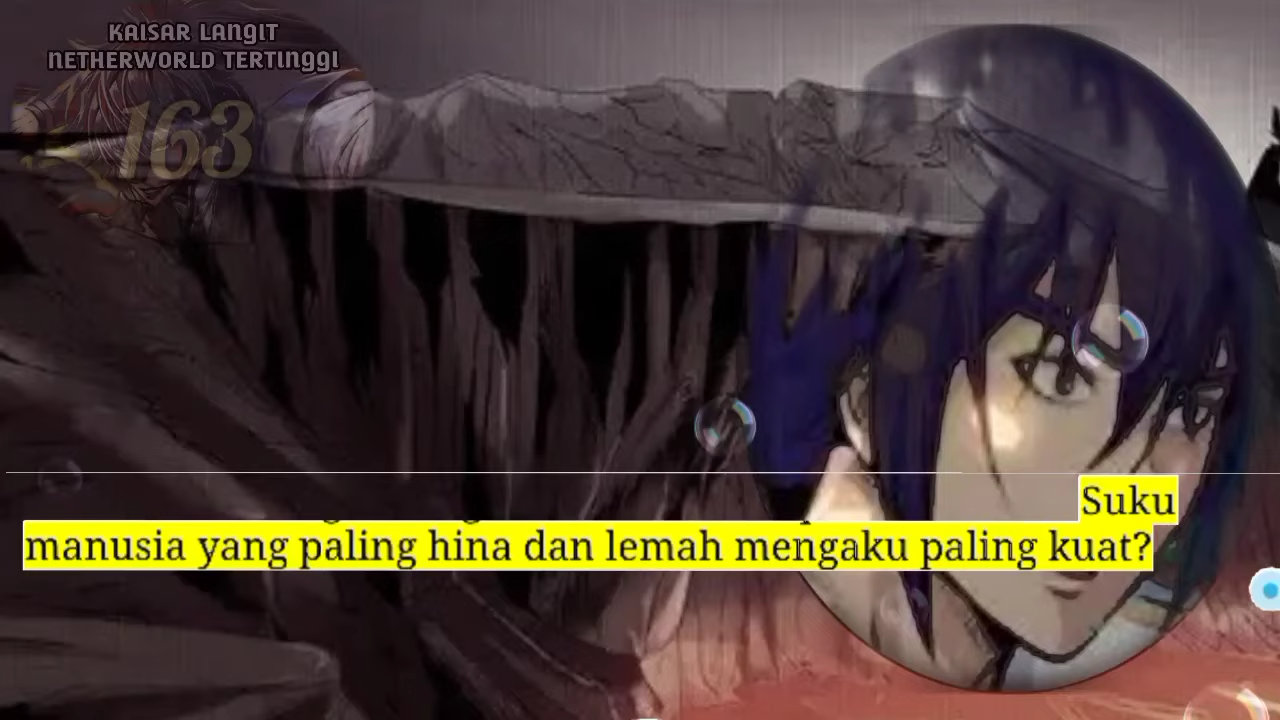 KAISAR LANGIT
NETHERWORLD TERTINGGI
163
Suku
manusia yang paling hina dan lemah mengaku paling kuat?